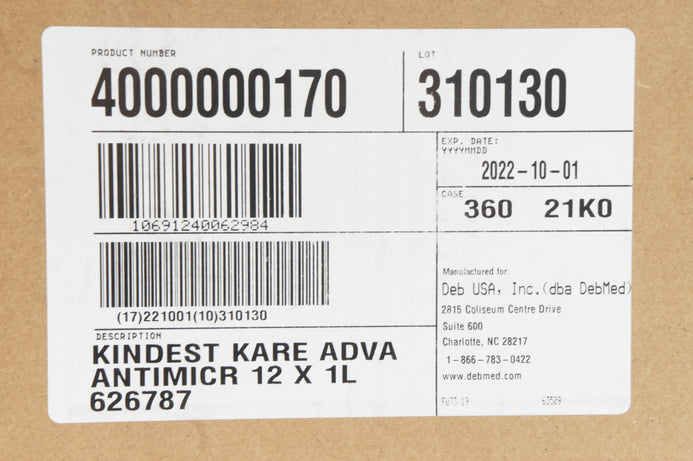 PRODUCT NUMBER
4000000170
LOT
310130
EXP. DATE:
YYYYMMDD
2022-10-01
CASE
360 21K0
10691240062984
(17)221001(10)310130
DESCRIPTION
KINDEST KARE ADVA
ANTIMICR 12 X 1L
626787
Manufactured for:
Deb USA, Inc.(dba DebMed)
2815 Coliseum Centre Drive
Suite 600
Charlotte, NC 28217
1-866-783-0422
www.debmed.com
63509